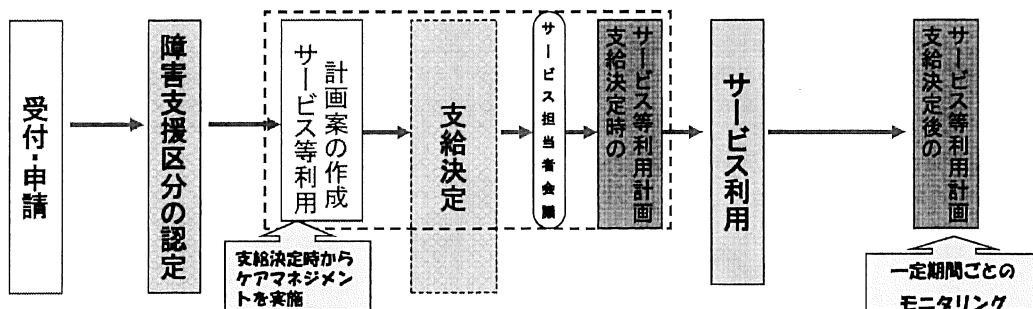 受付・申請
障害支援区分の認定
サービス等利用
計画案の作成
支給決定
サービス担当者会議
支給決定時の
サービス等利用計画
サービス利用
支給決定後の
サービス等利用計画
支給決定時から
ケアマネジメン
トを実施
一定期間ごとの
モニタリング